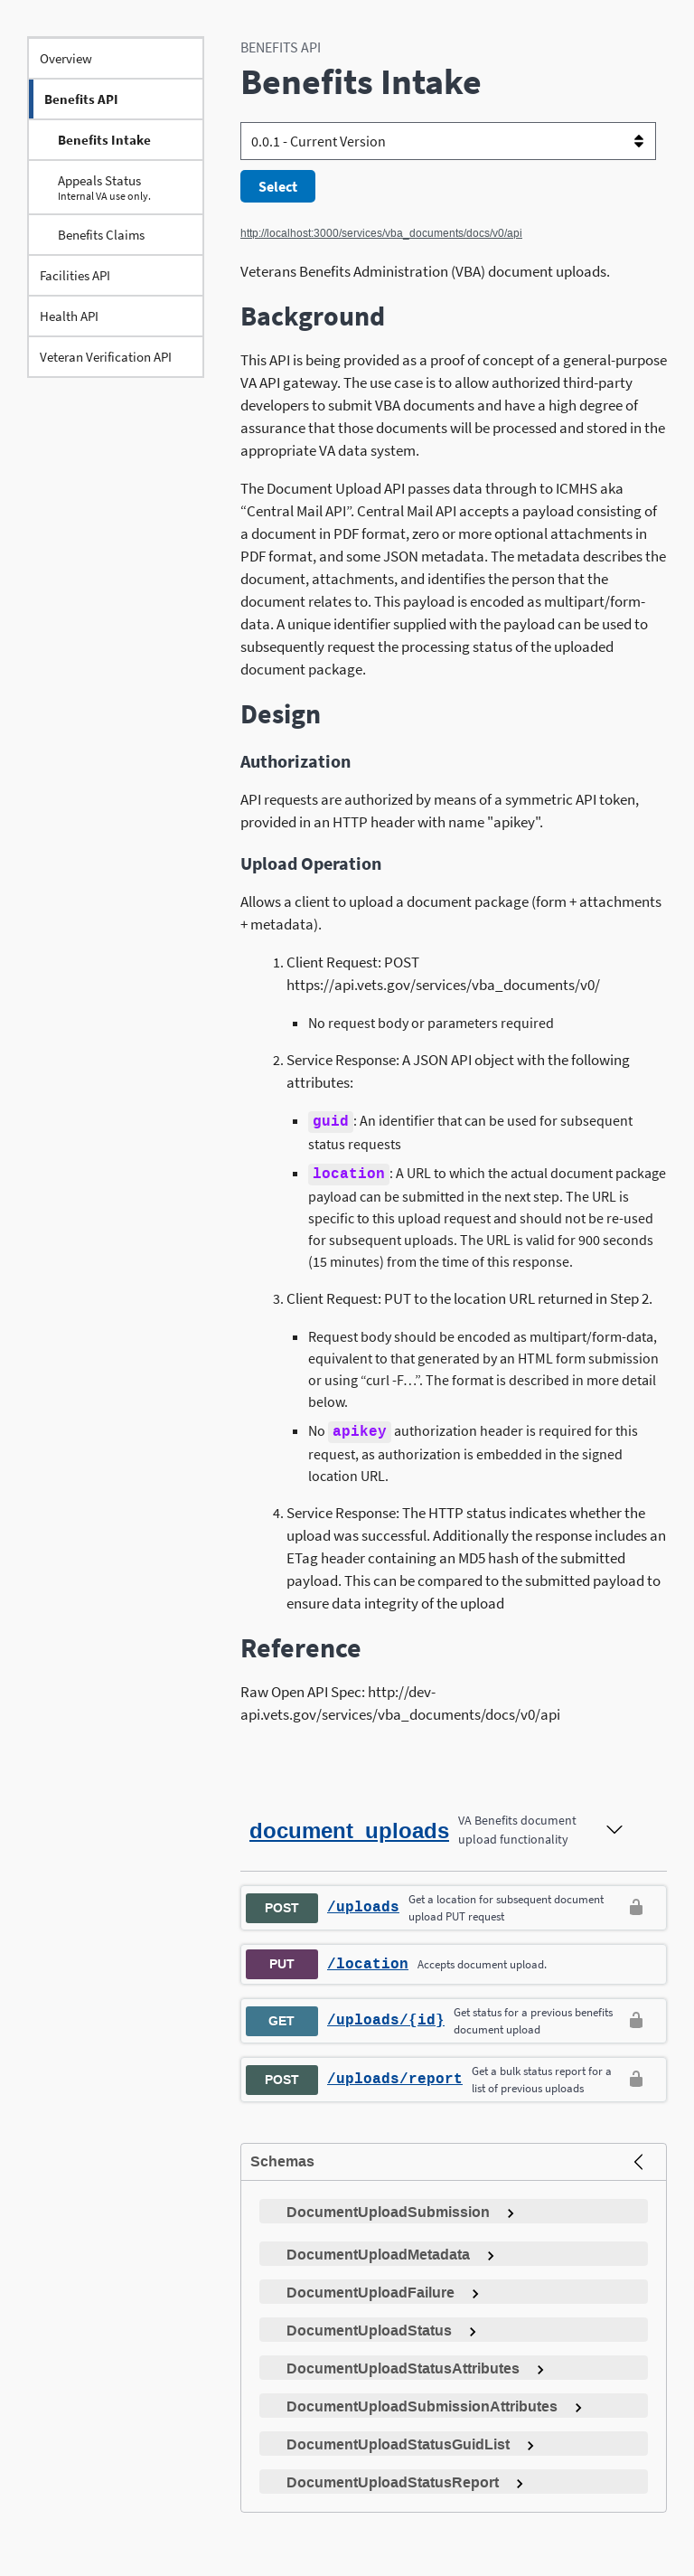 Overview
Benefits API
Benefits Intake
Appeals Status
Internal VA use only.
Benefits Claims
Facilities API
Health API
Veteran Verification API
BENEFITS API
Benefits Intake
0.0.1 - Current Version
Select
http://localhost:3000/services/vba_documents/docs/v0/api
Veterans Benefits Administration (VBA) document uploads.
Background
This API is being provided as a proof of concept of a general-purpose
VA API gateway. The use case is to allow authorized third-party
developers to submit VBA documents and have a high degree of
assurance that those documents will be processed and stored in the
appropriate VA data system.
The Document Upload API passes data through to ICMHS aka
“Central Mail API”. Central Mail API accepts a payload consisting of
a document in PDF format, zero or more optional attachments in
PDF format, and some JSON metadata. The metadata describes the
document, attachments, and identifies the person that the
document relates to. This payload is encoded as multipart/form-
data. A unique identifier supplied with the payload can be used to
subsequently request the processing status of the uploaded
document package.
Design
Authorization
API requests are authorized by means of a symmetric API token,
provided in an HTTP header with name "apikey".
Upload Operation
Allows a client to upload a document package (form + attachments
+ metadata).
1. Client Request: POST
https://api.vets.gov/services/vba_documents/v0/
▪ No request body or parameters required
2. Service Response: A JSON API object with the following
attributes:
▪ guid: An identifier that can be used for subsequent
status requests
▪ location: A URL to which the actual document package
payload can be submitted in the next step. The URL is
specific to this upload request and should not be re-used
for subsequent uploads. The URL is valid for 900 seconds
(15 minutes) from the time of this response.
3. Client Request: PUT to the location URL returned in Step 2.
▪ Request body should be encoded as multipart/form-data,
equivalent to that generated by an HTML form submission
or using “curl -F…”. The format is described in more detail
below.
▪ No apikey authorization header is required for this
request, as authorization is embedded in the signed
location URL.
4. Service Response: The HTTP status indicates whether the
upload was successful. Additionally the response includes an
ETag header containing an MD5 hash of the submitted
payload. This can be compared to the submitted payload to
ensure data integrity of the upload
Reference
Raw Open API Spec: http://dev-
api.vets.gov/services/vba_documents/docs/v0/api
document_uploads
VA Benefits document
upload functionality
POST /uploads Get a location for subsequent document
upload PUT request
PUT /location Accepts document upload.
GET /uploads/{id} Get status for a previous benefits
document upload
POST /uploads/report Get a bulk status report for a
list of previous uploads
Schemas
DocumentUploadSubmission
DocumentUploadMetadata
DocumentUploadFailure
DocumentUploadStatus
DocumentUploadStatusAttributes
DocumentUploadSubmissionAttributes
DocumentUploadStatusGuidList
DocumentUploadStatusReport